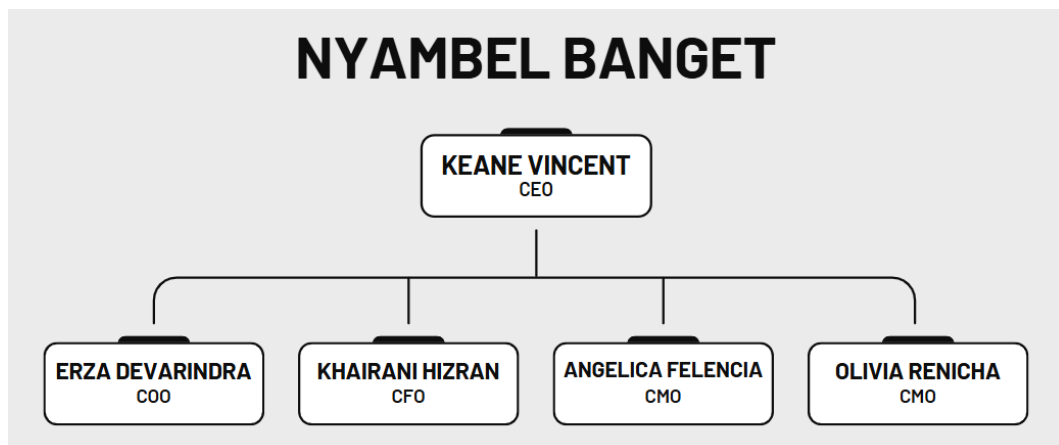 NYAMBEL BANGET
KEANE VINCENT
CEO
ERZA DEVARINDRA
COO
KHAIRANI HIZRAN
CFO
ANGELICA FELENCIA
CMO
OLIVIA RENICHA
CMO